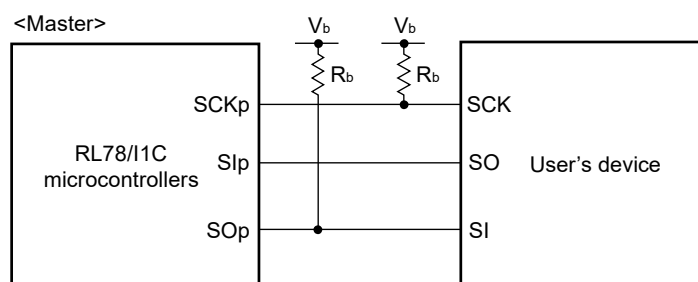 <Master>
Vb Vb
Rb Rb
SCKp SCK
RL78/I1C
microcontrollers
SIp SO
User's device
SOp SI